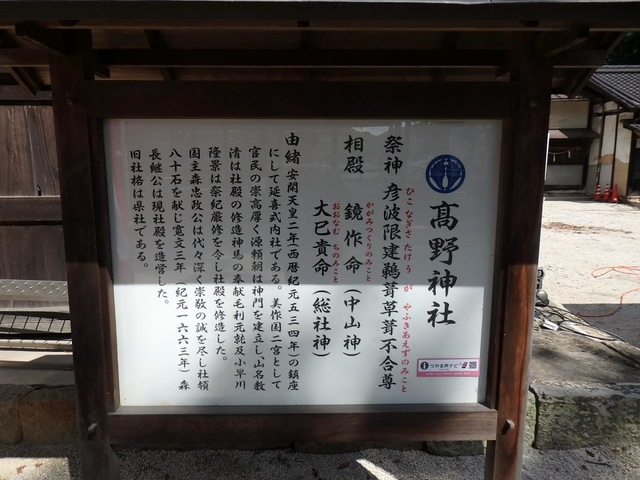 髙野神社
ひこ なぎさ たけ う が やふきあえずのみこと
祭神 彦波限建鵜葺草葺不合尊
かがみつくりのみこと
相殿 鏡作命(中山神)
おおなむ ちのみこと
大已貴命(総社神)
由緒 安閑天皇二年(西暦紀元五三四年)の鎮座
にして延喜式内社である。美作国二宮として
官民の崇高厚く源頼朝は神門を建立し山名教
清は社殿の修造神馬の奉献毛利元就及小早川
隆景は祭紀厳修を令し社殿を修造した。
国主森忠政公は代々深く崇敬の誠を尽し社領
八十石を献じ寛文三年(紀元一六六三年)森
長継公は現社殿を造営した。
旧社格は県社である。
つやま芦ナビ